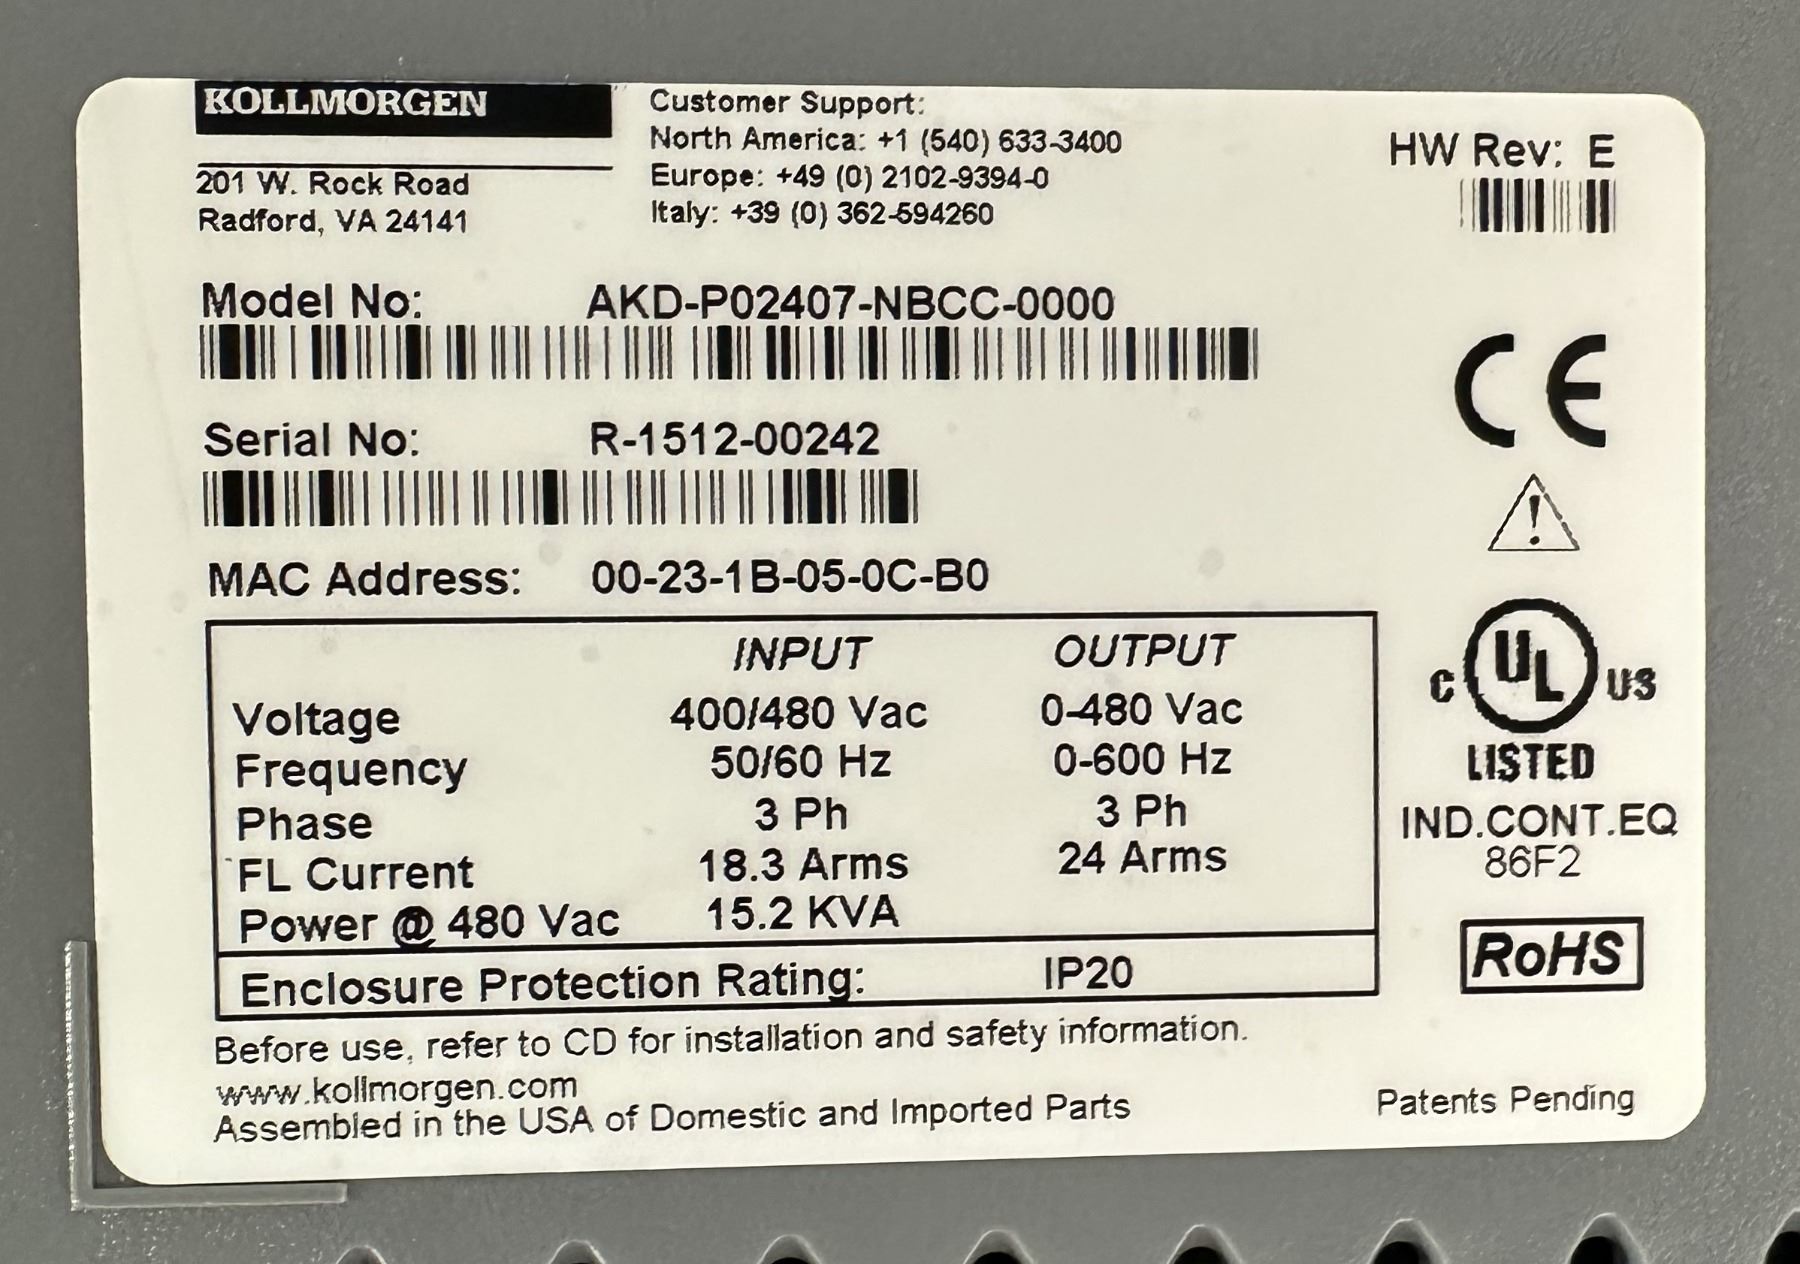 KOLLMORGEN
201 W. Rock Road
Radford, VA 24141
Customer Support:
North America: +1 (540) 633-3400
Europe: +49 (0) 2102-9394-0
Italy: +39 (0) 362-594260
HW Rev: E
Model No: AKD-P02407-NBCC-0000
Serial No: R-1512-00242
MAC Address: 00-23-1B-05-0C-B0
INPUT OUTPUT
Voltage 400/480 Vac 0-480 Vac
Frequency 50/60 Hz 0-600 Hz
Phase 3 Ph 3 Ph
FL Current 18.3 Arms 24 Arms
Power @ 480 Vac 15.2 KVA
Enclosure Protection Rating: IP20
Before use, refer to CD for installation and safety information.
www.kollmorgen.com
Assembled in the USA of Domestic and Imported Parts
CE
!
C UL US
LISTED
IND.CONT.EQ
86F2
RoHS
Patents Pending